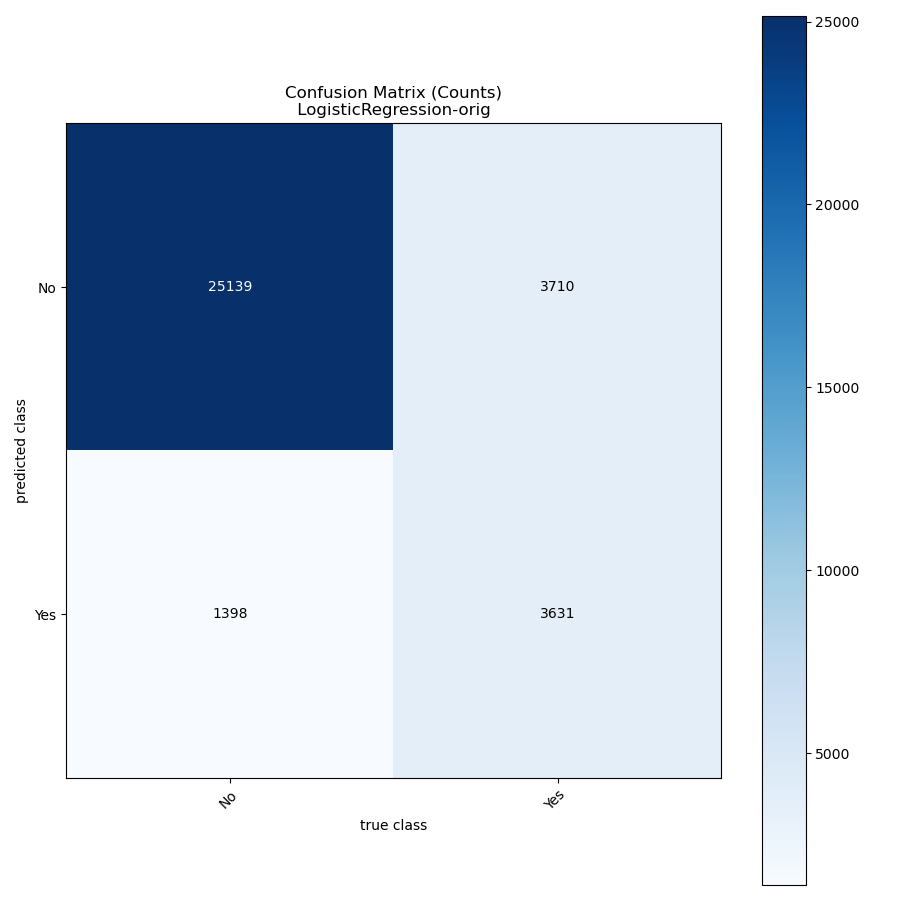 Confusion Matrix (Counts)
LogisticRegression-orig
25000
20000
15000
10000
5000
predicted class
No
25139
3710
Yes
1398
3631
No
Yes
true class